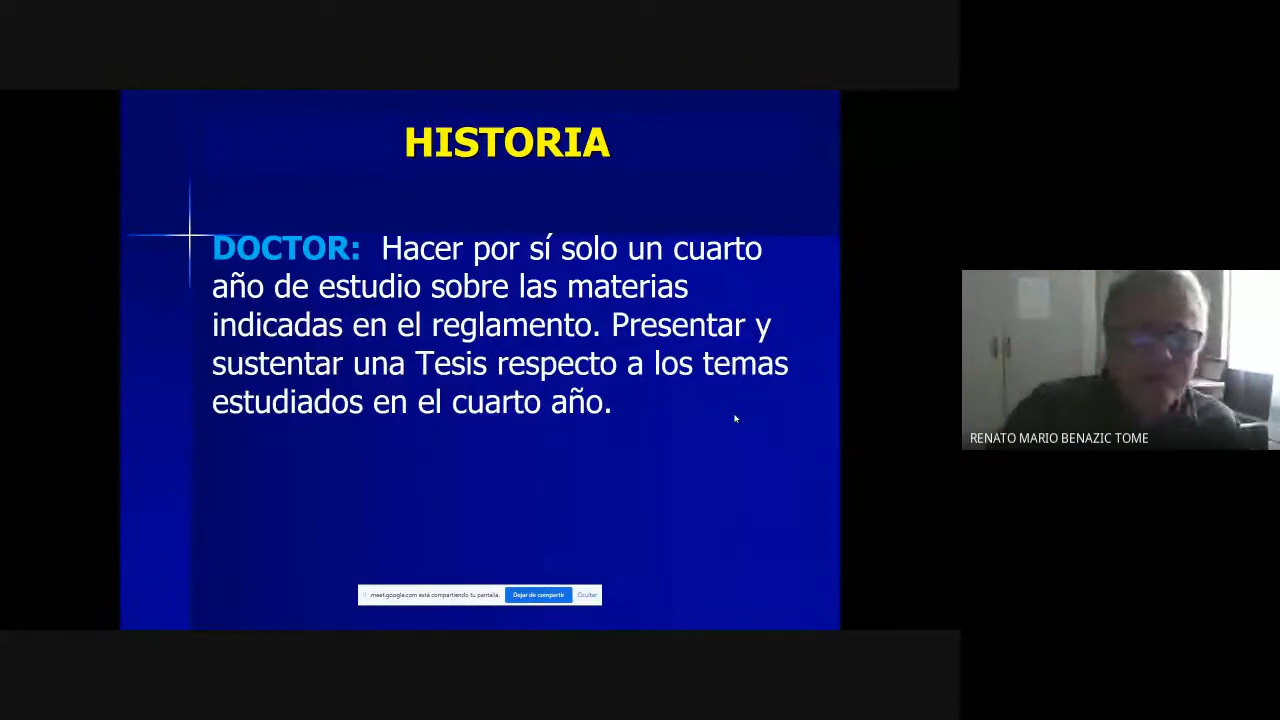 HISTORIA
DOCTOR: Hacer por sí solo un cuarto
año de estudio sobre las materias
indicadas en el reglamento. Presentar y
sustentar una Tesis respecto a los temas
estudiados en el cuarto año.
meet.google.com está compartiendo tu pantalla. Dejar de compartir Ocultar
RENATO MARIO BENAZIC TOME